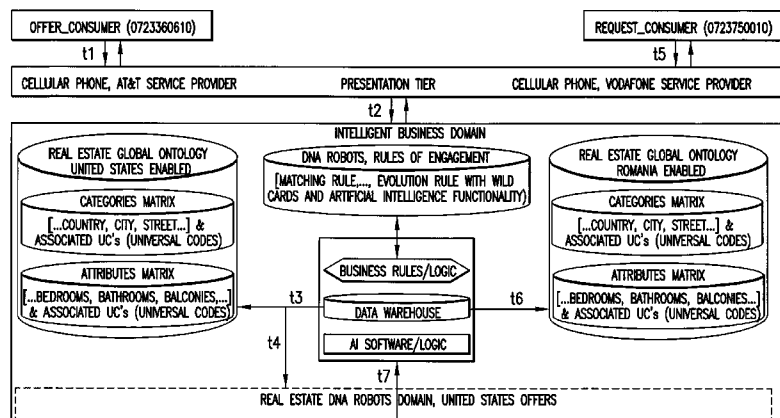 OFFER_CONSUMER (0723360610)
REQUEST_CONSUMER (0723750010)
t1
t5
CELLULAR PHONE, AT&T SERVICE PROVIDER
PRESENTATION TIER
CELLULAR PHONE, VODAFONE SERVICE PROVIDER
t2
INTELLIGENT BUSINESS DOMAIN
REAL ESTATE GLOBAL ONTOLOGY
UNITED STATES ENABLED
CATEGORIES MATRIX
[...COUNTRY, CITY, STREET...] &
ASSOCIATED UC's (UNIVERSAL CODES)
ATTRIBUTES MATRIX
[...BEDROOMS, BATHROOMS, BALCONIES,...]
& ASSOCIATED UC's (UNIVERSAL CODES)
DNA ROBOTS, RULES OF ENGAGEMENT
[MATCHING RULE,..., EVOLUTION RULE WITH WILD
CARDS AND ARTIFICIAL INTELLIGENCE FUNCTIONALITY)
BUSINESS RULES/LOGIC
DATA WAREHOUSE
AI SOFTWARE/LOGIC
REAL ESTATE GLOBAL ONTOLOGY
ROMANIA ENABLED
CATEGORIES MATRIX
[...COUNTRY, CITY, STREET...] &
ASSOCIATED UC's (UNIVERSAL CODES)
ATTRIBUTES MATRIX
[...BEDROOMS, BATHROOMS, BALCONIES...]
& ASSOCIATED UC's (UNIVERSAL CODES)
t3
t6
t4
t7
REAL ESTATE DNA ROBOTS DOMAIN, UNITED STATES OFFERS